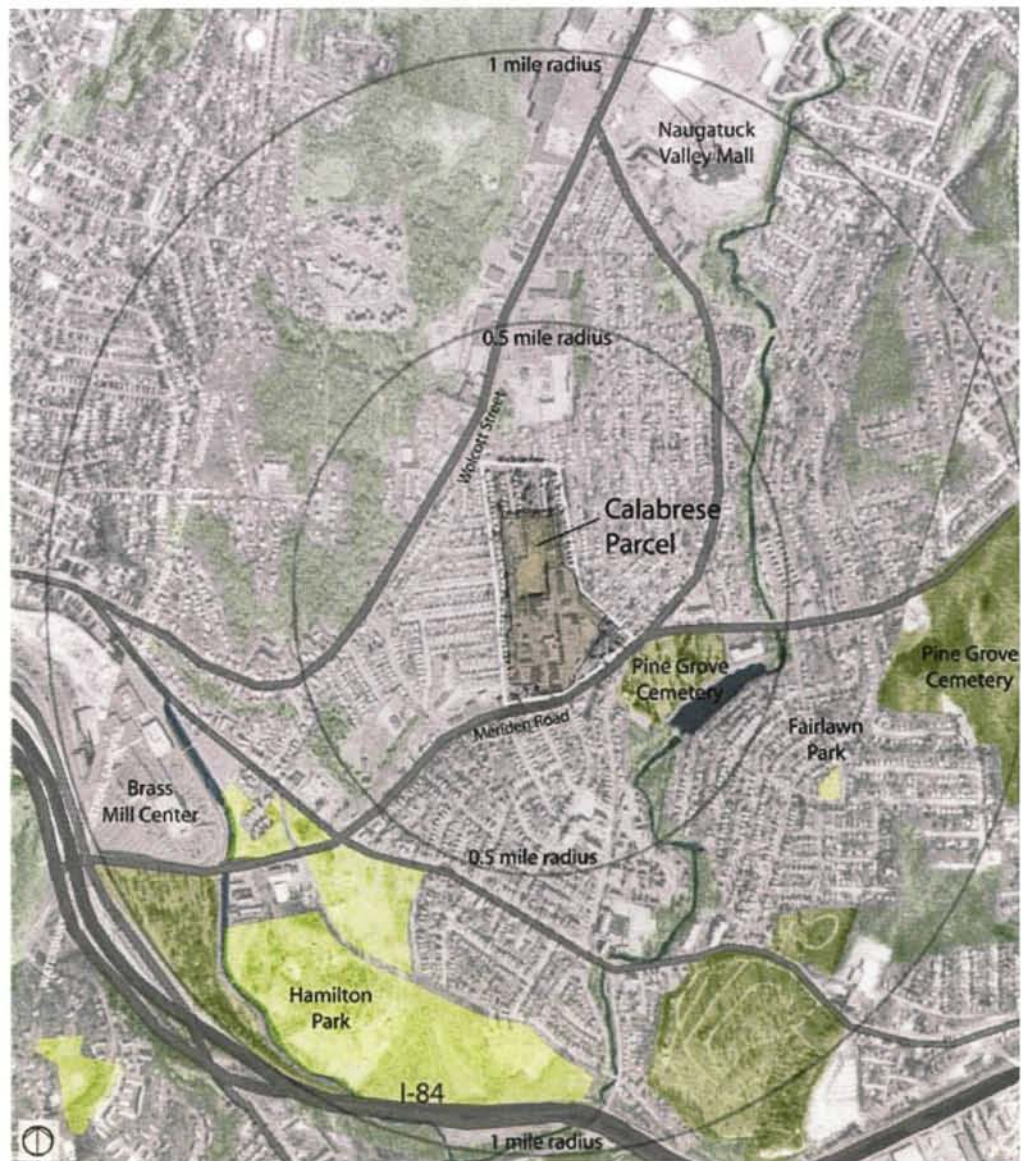 1 mile radius
Naugatuck
Valley Mall
0.5 mile radius
Wolcott Street
Calabrese
Parcel
Pine Grove
Cemetery
Pine Grove
Cemetery
Meriden Road
Fairlawn
Park
Brass
Mill Center
0.5 mile radius
Hamilton
Park
I-84
1 mile radius